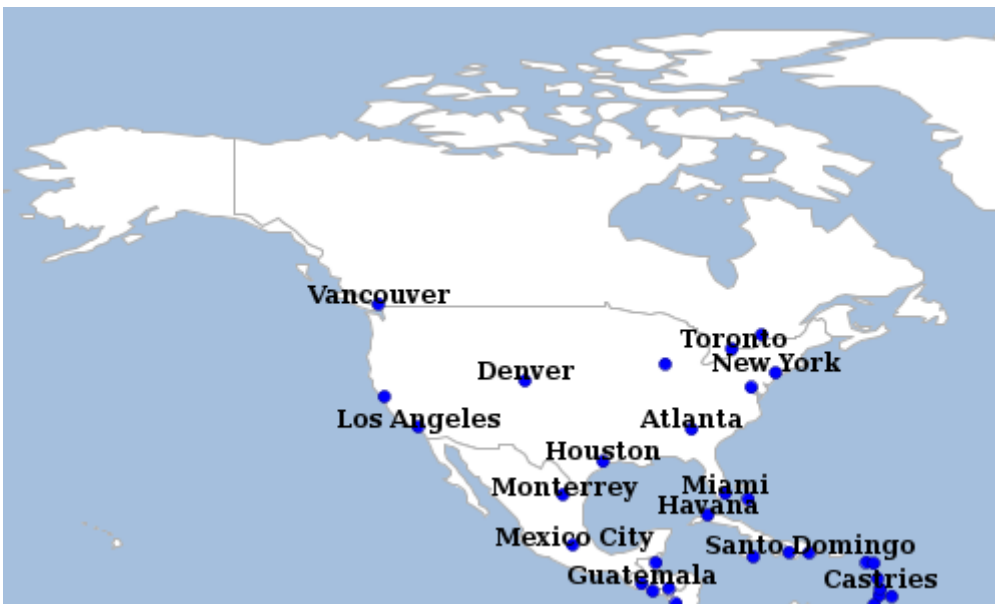 Vancouver
Toronto
New York
Denver
Los Angeles
Atlanta
Houston
Monterrey
Miami
Havana
Mexico City
Santo Domingo
Guatemala
Castries